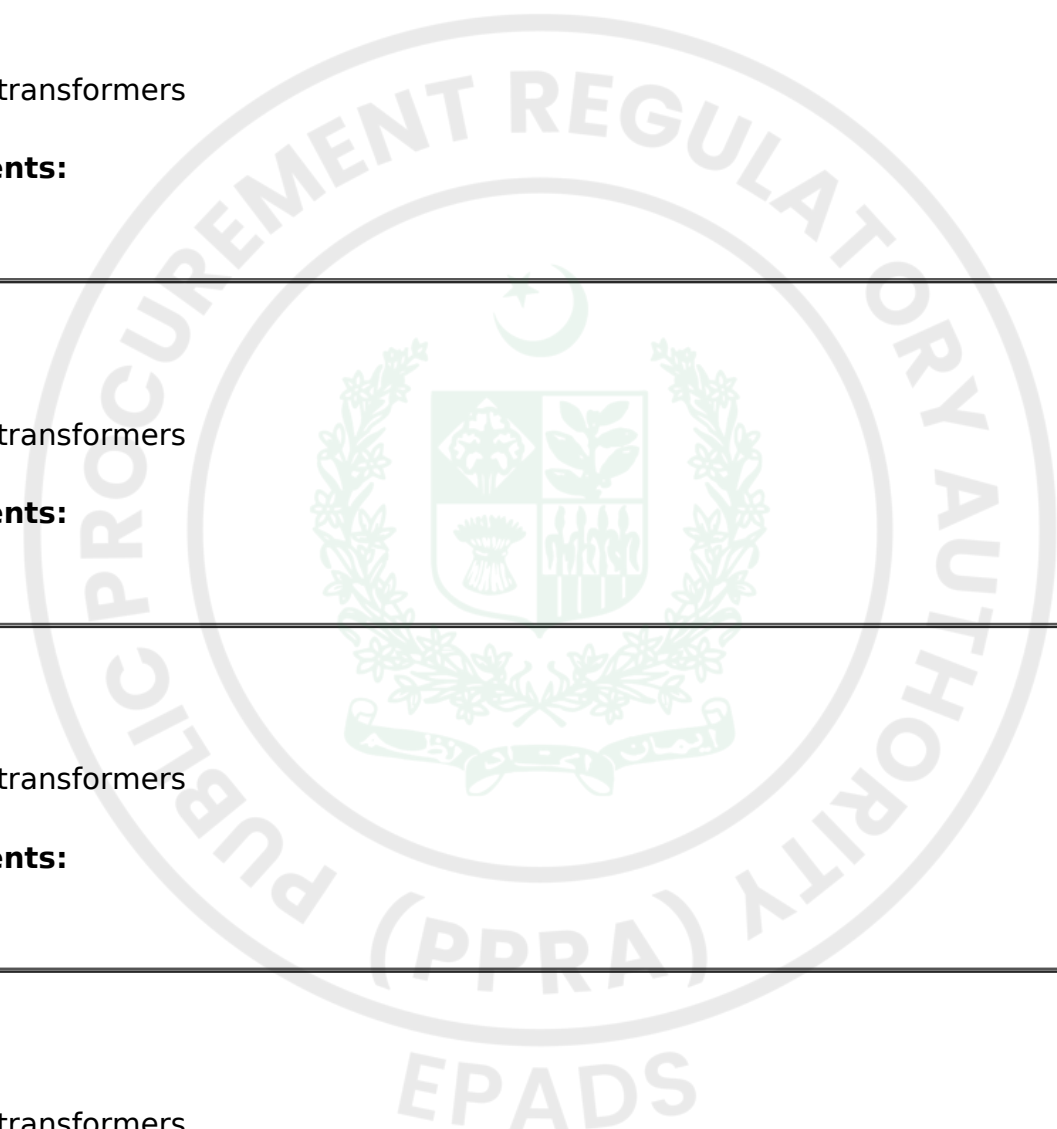 transformers
ents:
transformers
ents:
transformers
ents:
transformers
PUBLIC PROCUREMENT REGULATORY AUTHORITY
(PPRA)
EPADS